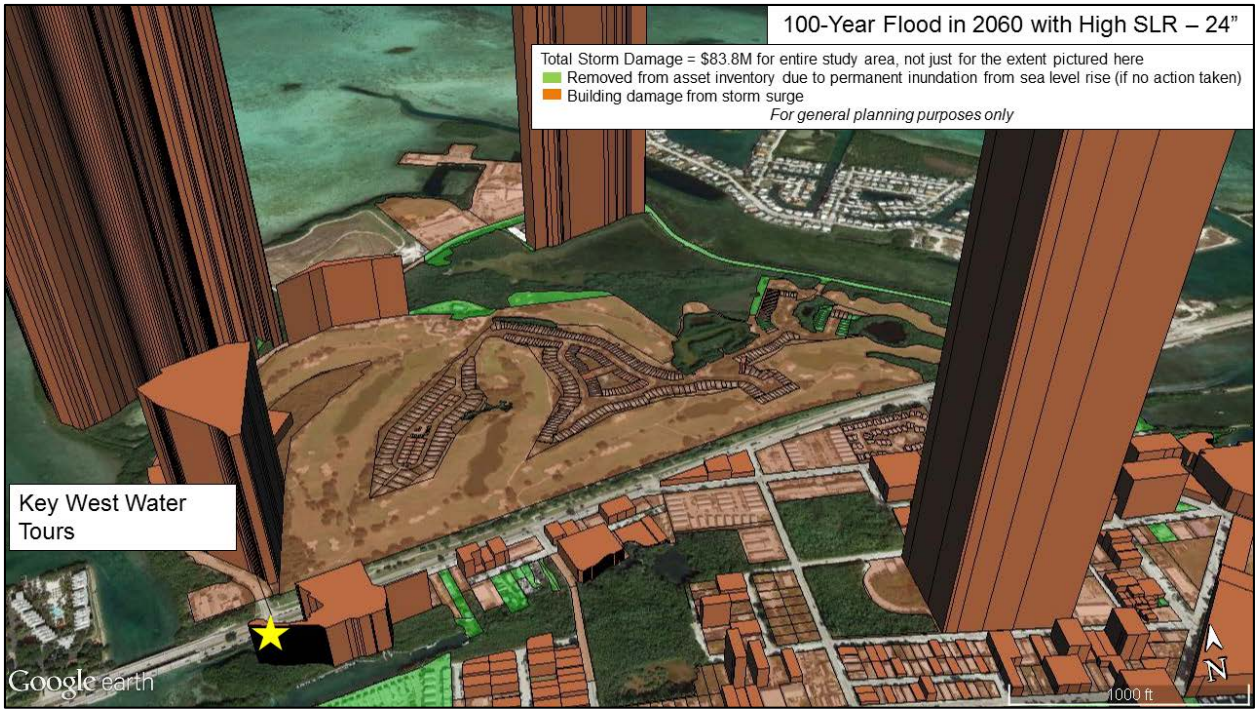 100-Year Flood in 2060 with High SLR – 24”
Total Storm Damage = $83.8M for entire study area, not just for the extent pictured here
Removed from asset inventory due to permanent inundation from sea level rise (if no action taken)
Building damage from storm surge
For general planning purposes only
Key West Water
Tours
Google earth
N
1000 ft